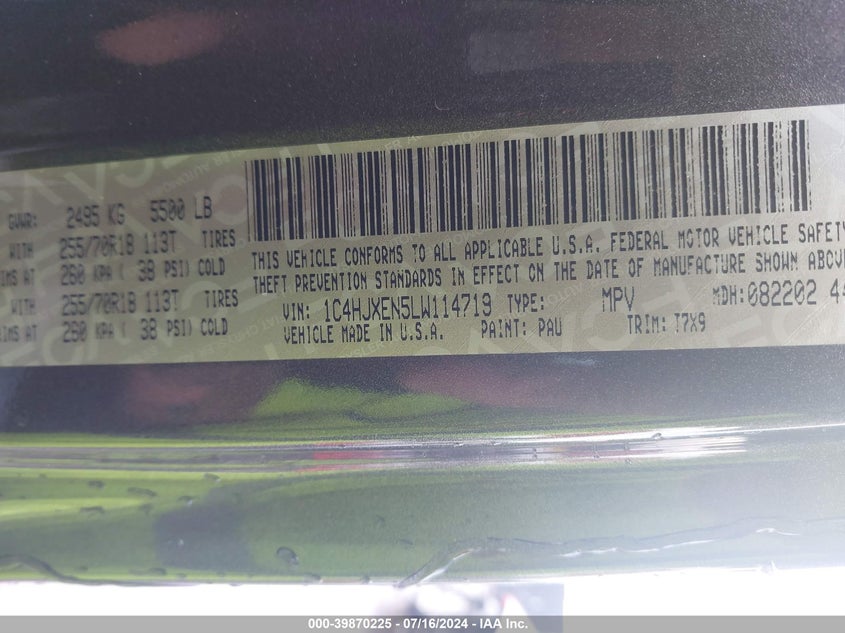 GVWR: 2495 KG 5500 LB
WITH 255/70R18 113T TIRES
AT 260 KPA ( 38 PSI) COLD
WITH 255/70R18 113T TIRES
AT 260 KPA ( 38 PSI) COLD
THIS VEHICLE CONFORMS TO ALL APPLICABLE U.S.A. FEDERAL MOTOR VEHICLE SAFETY
THEFT PREVENTION STANDARDS IN EFFECT ON THE DATE OF MANUFACTURE SHOWN ABOVE
VIN: 1C4HJXEN5LW114719 TYPE: MPV MDH:082202 44
VEHICLE MADE IN U.S.A. PAINT: PAU TRIM: T7X9
000-39870225 - 07/16/2024 - IAA Inc.